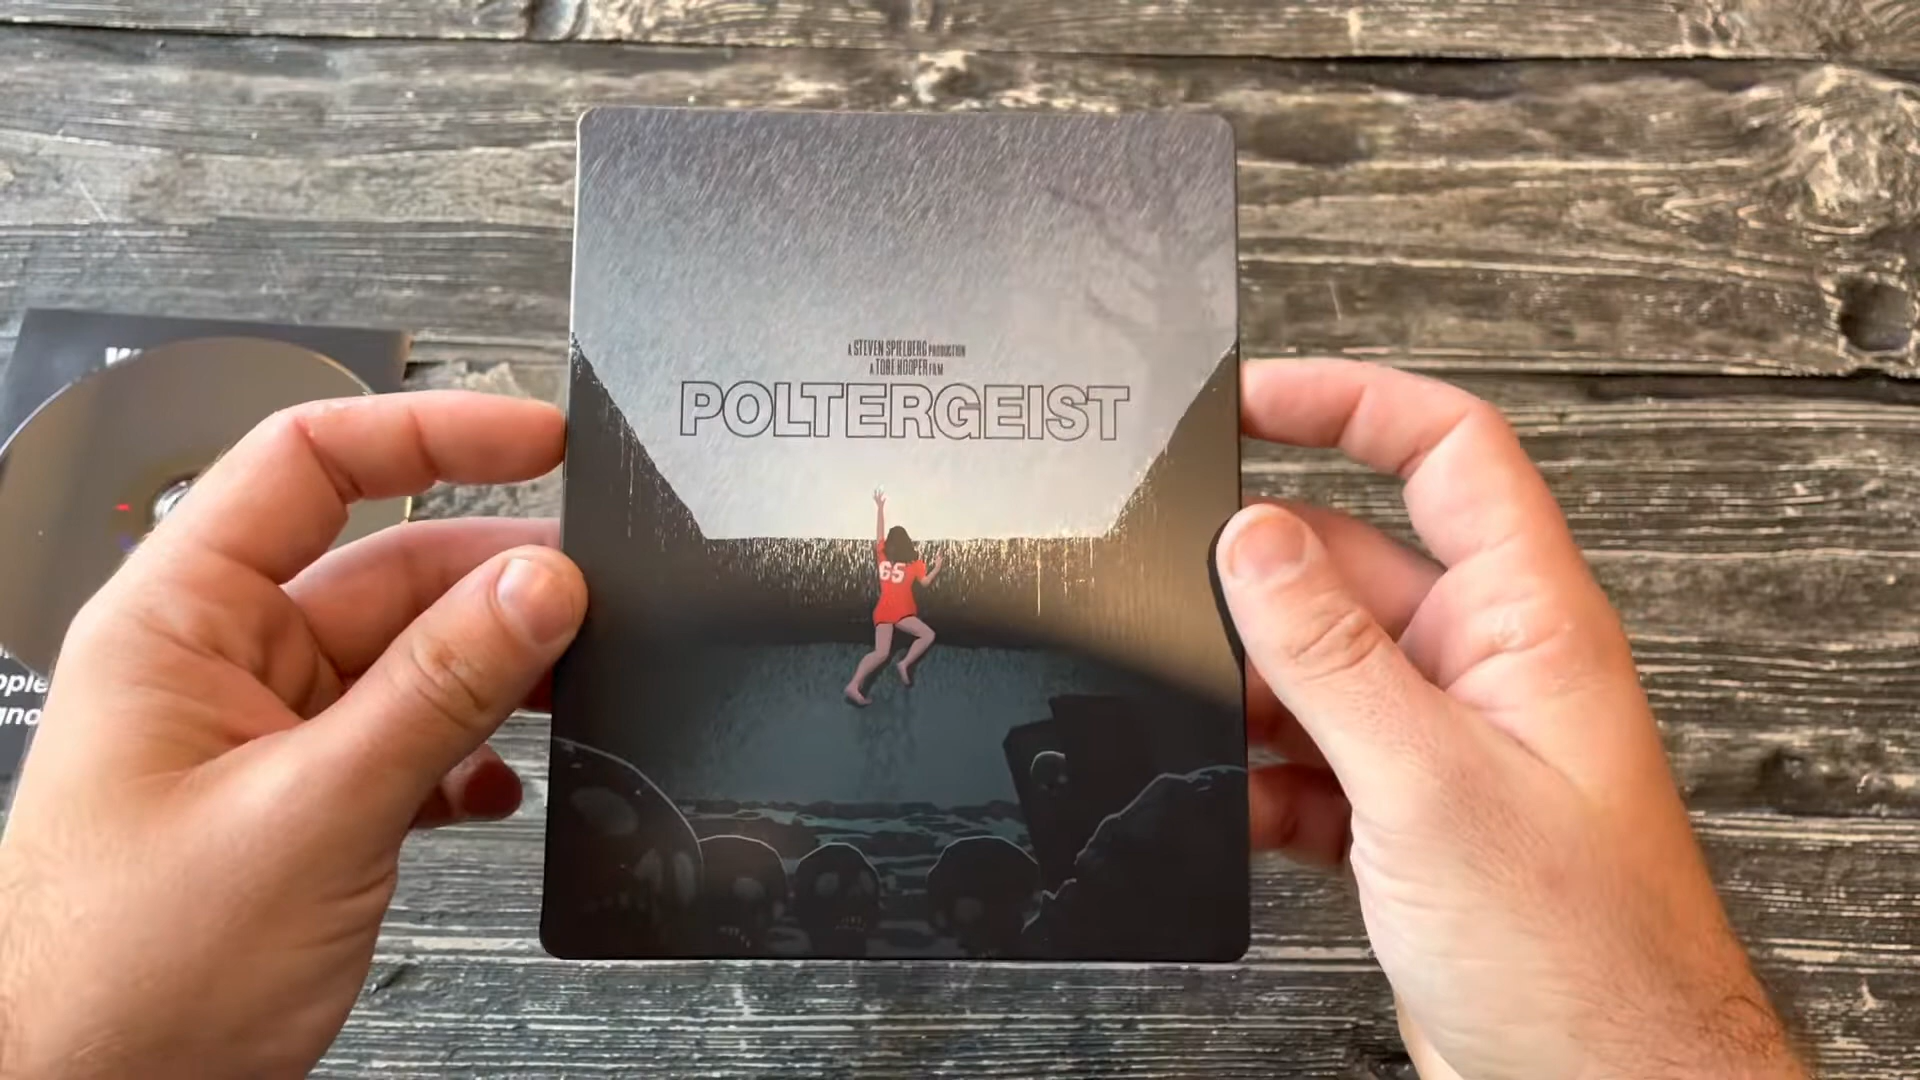 A STEVEN SPIELBERG PRODUCTION
A TOBE HOOPER FILM
POLTERGEIST
65